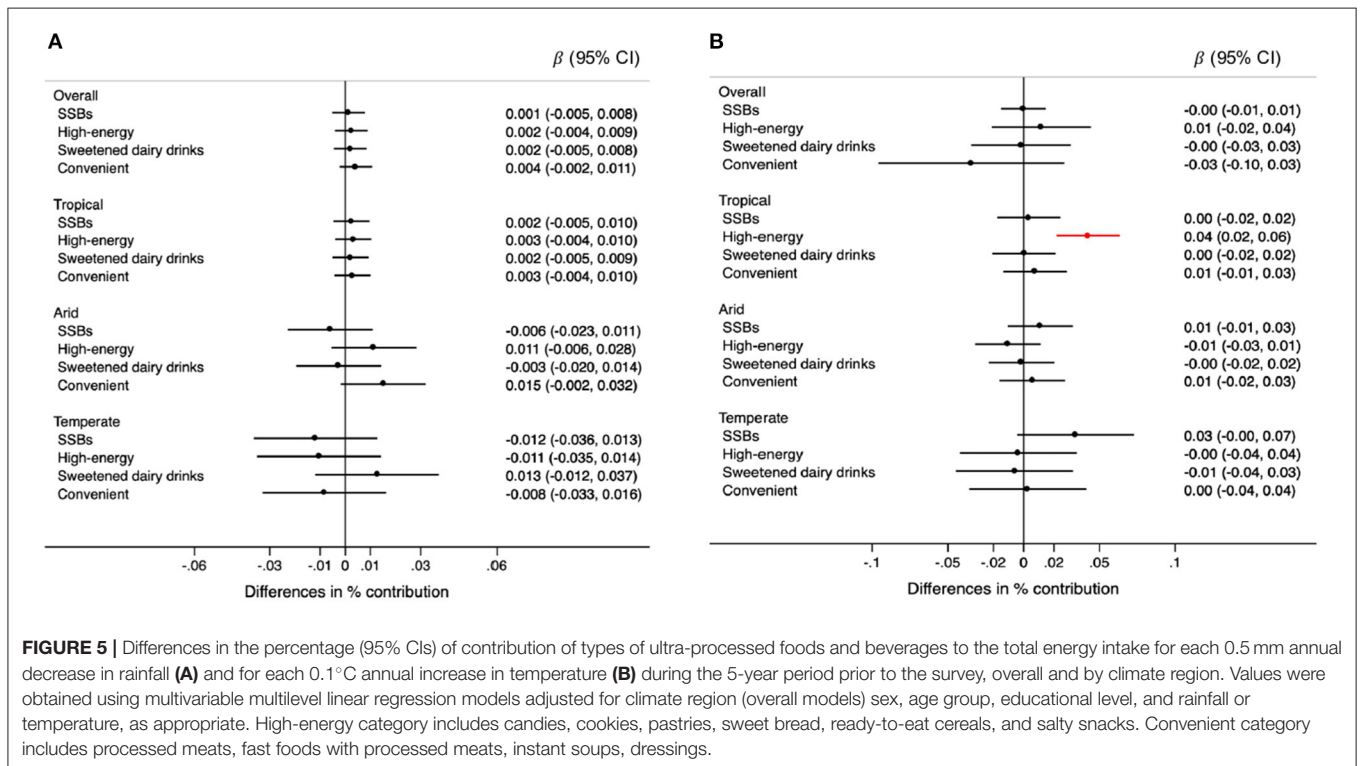 A
β (95% CI)
Overall
SSBs 0.001 (-0.005, 0.008)
High-energy 0.002 (-0.004, 0.009)
Sweetened dairy drinks 0.002 (-0.005, 0.008)
Convenient 0.004 (-0.002, 0.011)
Tropical
SSBs 0.002 (-0.005, 0.010)
High-energy 0.003 (-0.004, 0.010)
Sweetened dairy drinks 0.002 (-0.005, 0.009)
Convenient 0.003 (-0.004, 0.010)
Arid
SSBs -0.006 (-0.023, 0.011)
High-energy 0.011 (-0.006, 0.028)
Sweetened dairy drinks -0.003 (-0.020, 0.014)
Convenient 0.015 (-0.002, 0.032)
Temperate
SSBs -0.012 (-0.036, 0.013)
High-energy -0.011 (-0.035, 0.014)
Sweetened dairy drinks 0.013 (-0.012, 0.037)
Convenient -0.008 (-0.033, 0.016)
-.06 -.03 -.01 0 .01 .03 .06
Differences in % contribution
B
β (95% CI)
Overall
SSBs -0.00 (-0.01, 0.01)
High-energy 0.01 (-0.02, 0.04)
Sweetened dairy drinks -0.00 (-0.03, 0.03)
Convenient -0.03 (-0.10, 0.03)
Tropical
SSBs 0.00 (-0.02, 0.02)
High-energy 0.04 (0.02, 0.06)
Sweetened dairy drinks 0.00 (-0.02, 0.02)
Convenient 0.01 (-0.01, 0.03)
Arid
SSBs 0.01 (-0.01, 0.03)
High-energy -0.01 (-0.03, 0.01)
Sweetened dairy drinks -0.00 (-0.02, 0.02)
Convenient 0.01 (-0.02, 0.03)
Temperate
SSBs 0.03 (-0.00, 0.07)
High-energy -0.00 (-0.04, 0.04)
Sweetened dairy drinks -0.01 (-0.04, 0.03)
Convenient 0.00 (-0.04, 0.04)
-.1 -.05 -.02 0 .02 .05 .1
Differences in % contribution
FIGURE 5 | Differences in the percentage (95% CIs) of contribution of types of ultra-processed foods and beverages to the total energy intake for each 0.5 mm annual
decrease in rainfall (A) and for each 0.1°C annual increase in temperature (B) during the 5-year period prior to the survey, overall and by climate region. Values were
obtained using multivariable multilevel linear regression models adjusted for climate region (overall models) sex, age group, educational level, and rainfall or
temperature, as appropriate. High-energy category includes candies, cookies, pastries, sweet bread, ready-to-eat cereals, and salty snacks. Convenient category
includes processed meats, fast foods with processed meats, instant soups, dressings.